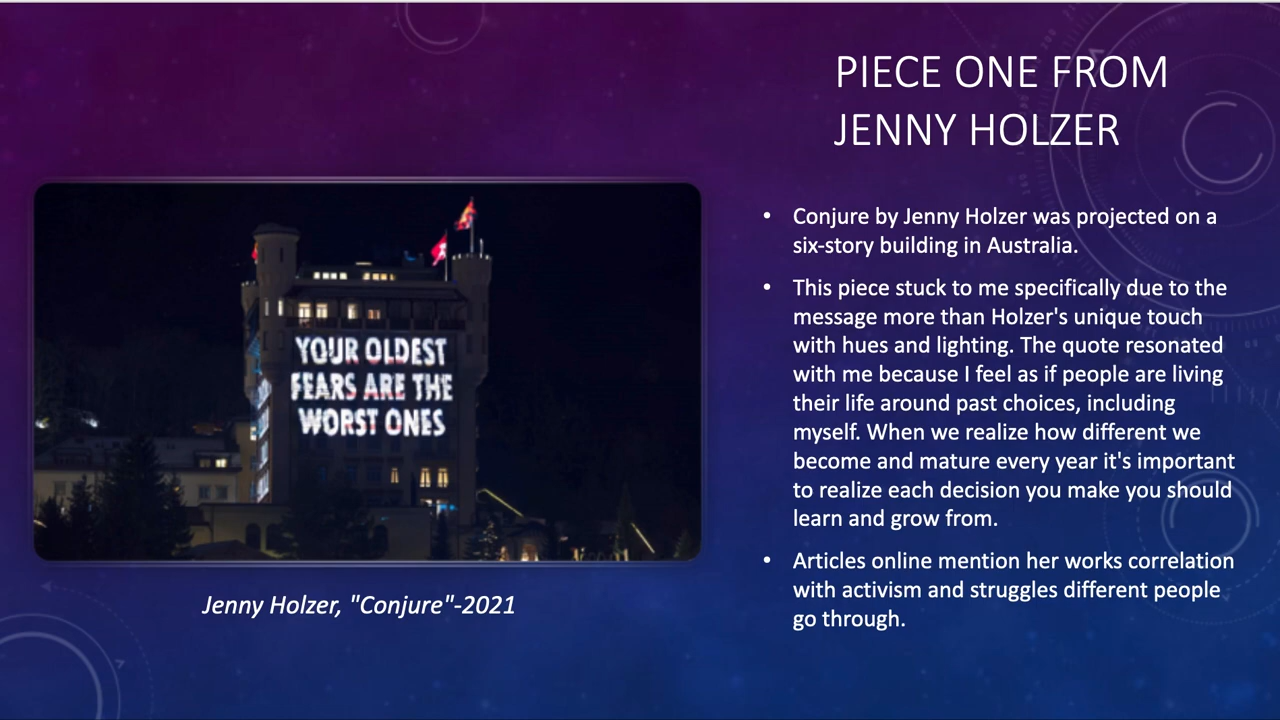 PIECE ONE FROM
JENNY HOLZER
YOUR OLDEST
FEARS ARE THE
WORST ONES
Jenny Holzer, "Conjure"-2021
• Conjure by Jenny Holzer was projected on a
six-story building in Australia.
• This piece stuck to me specifically due to the
message more than Holzer's unique touch
with hues and lighting. The quote resonated
with me because I feel as if people are living
their life around past choices, including
myself. When we realize how different we
become and mature every year it's important
to realize each decision you make you should
learn and grow from.
• Articles online mention her works correlation
with activism and struggles different people
go through.